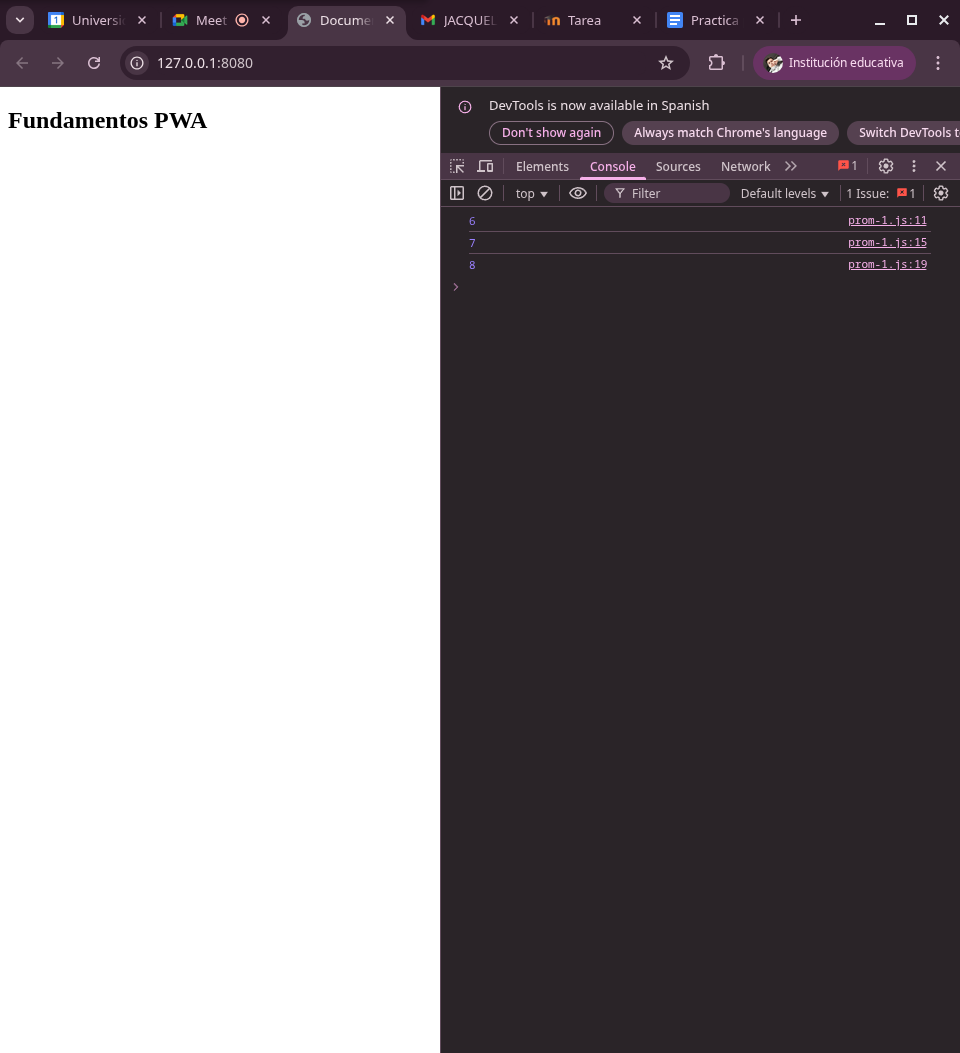 Universi
Meet
Docume
JACQUEL
Tarea
Practica
127.0.0.1:8080
Institución educativa
Fundamentos PWA
DevTools is now available in Spanish
Don't show again
Always match Chrome's language
Switch DevTools t
Elements
Console
Sources
Network
1
top
Filter
Default levels
1 Issue:
1
6 prom-1.js:11
7 prom-1.js:15
8 prom-1.js:19